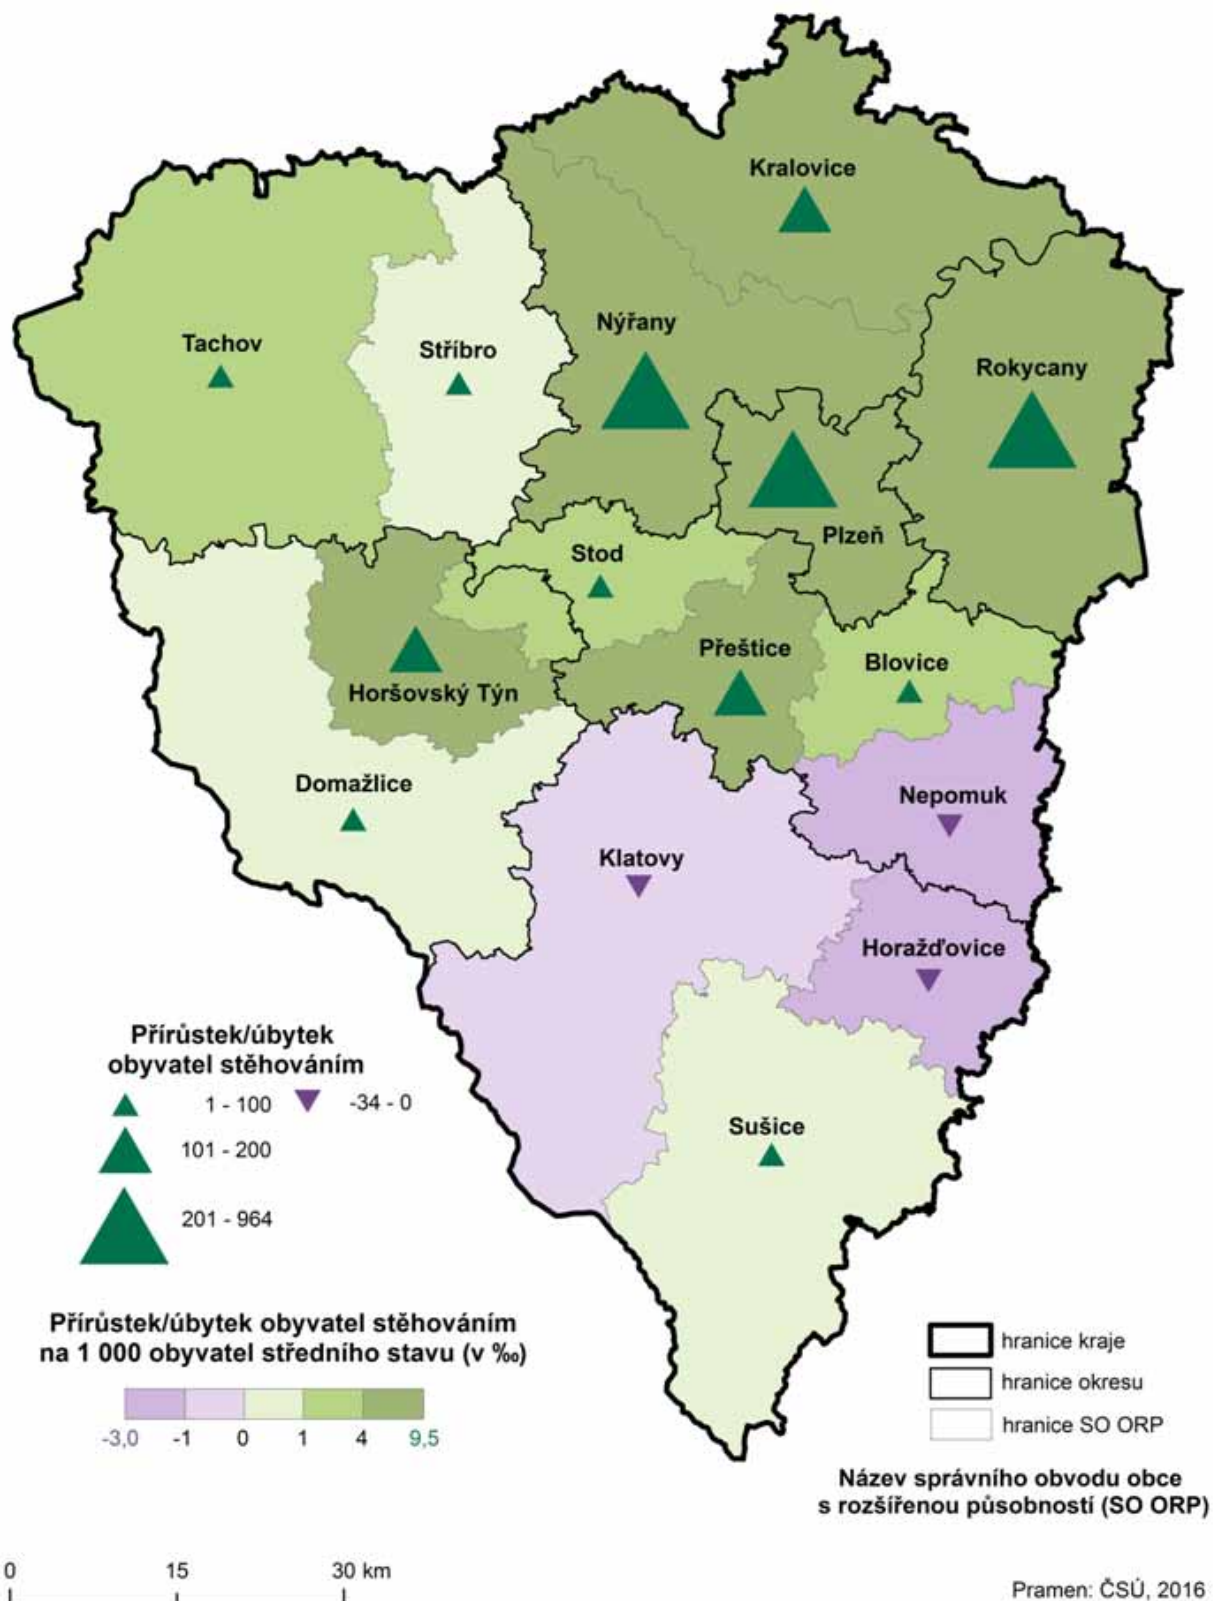 Kralovice
Nýřany
Tachov
Stříbro
Rokycany
Plzeň
Stod
Přeštice
Blovice
Horšovský Týn
Domažlice
Nepomuk
Klatovy
Horažďovice
Sušice
Přírůstek/úbytek
obyvatel stěhováním
1 - 100
-34 - 0
101 - 200
201 - 964
Přírůstek/úbytek obyvatel stěhováním
na 1 000 obyvatel středního stavu (v ‰)
-3,0 -1 0 1 4 9,5
hranice kraje
hranice okresu
hranice SO ORP
Název správního obvodu obce
s rozšířenou působností (SO ORP)
0 15 30 km
Pramen: ČSÚ, 2016